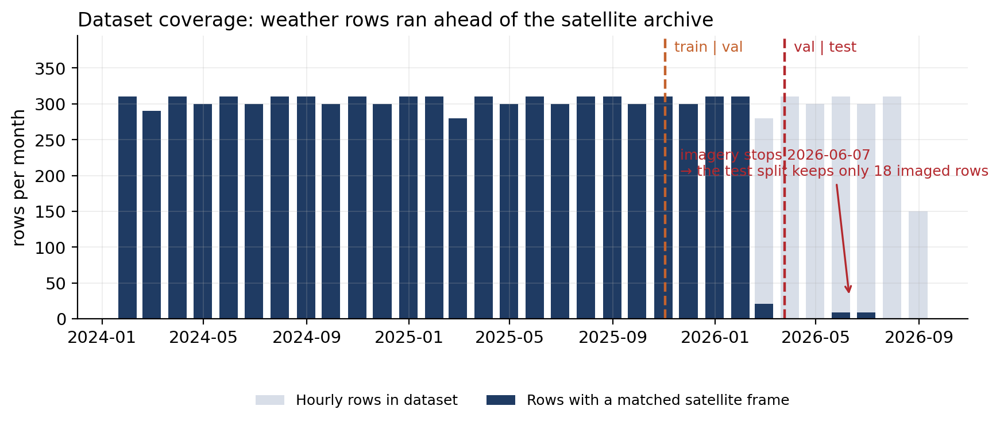 Dataset coverage: weather rows ran ahead of the satellite archive
train | val
val | test
350
300
250
200
150
100
50
0
rows per month
imagery stops 2026-06-07
→ the test split keeps only 18 imaged rows
2024-01
2024-05
2024-09
2025-01
2025-05
2025-09
2026-01
2026-05
2026-09
Hourly rows in dataset
Rows with a matched satellite frame